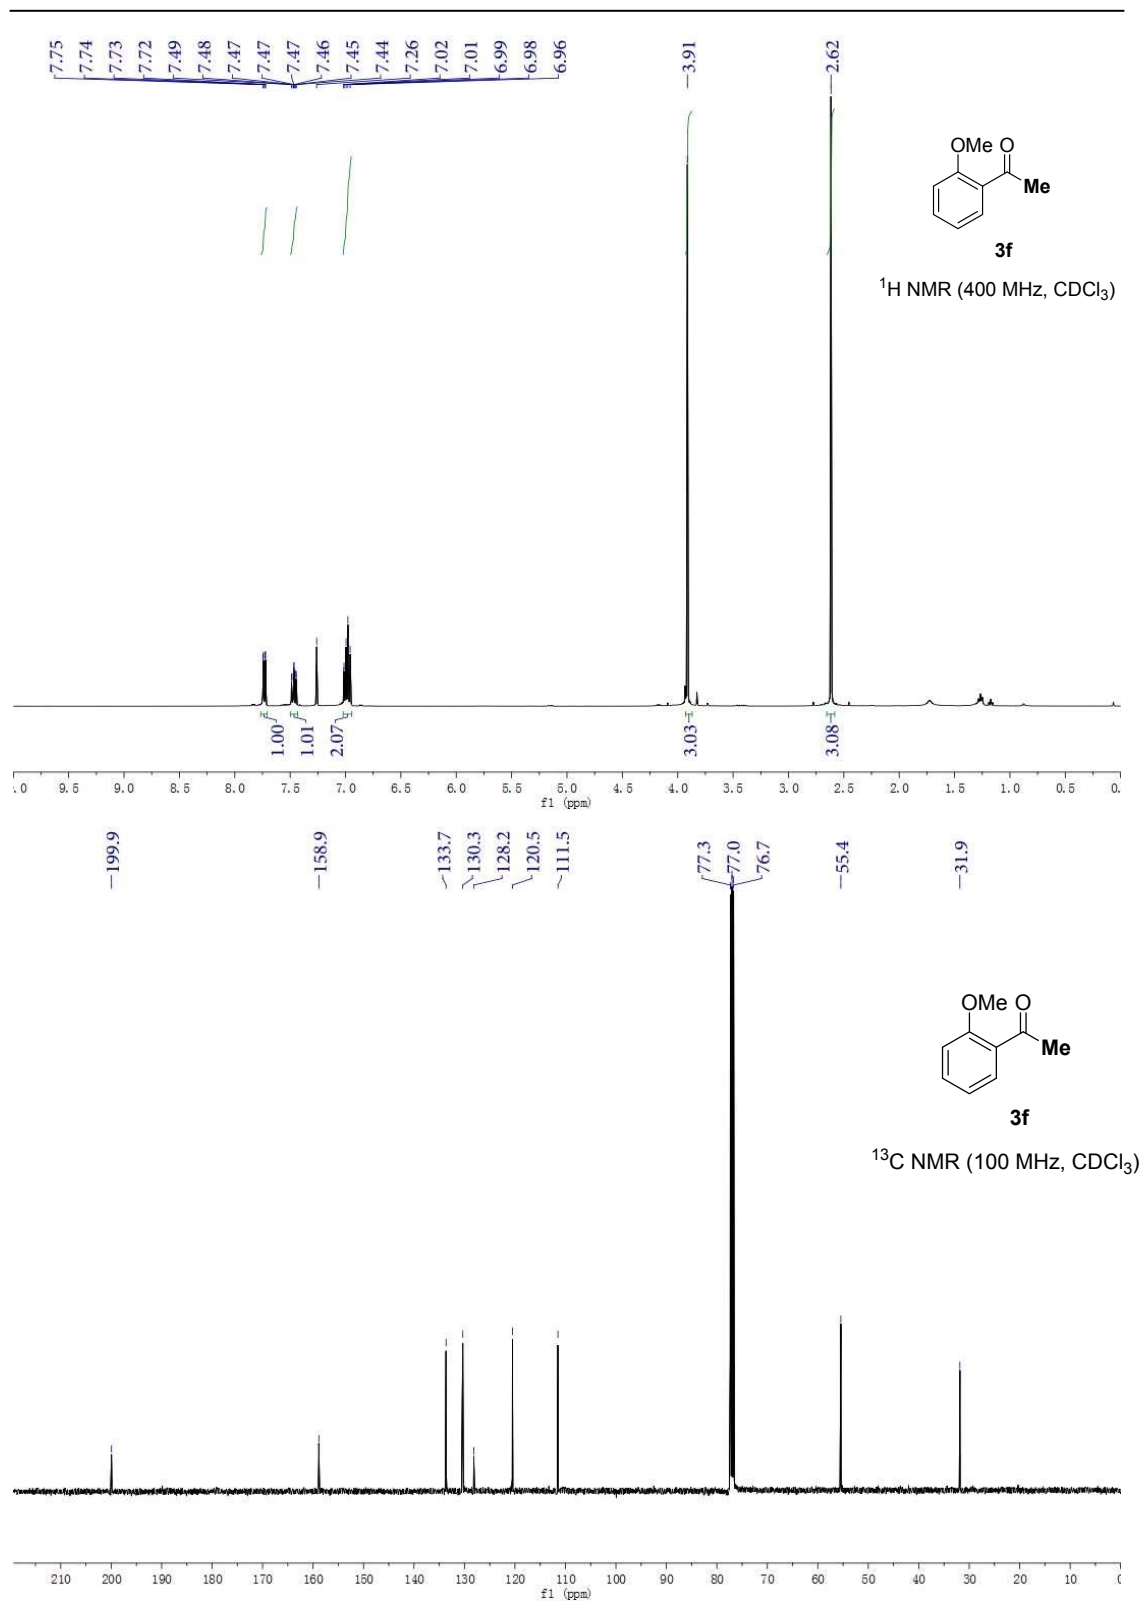 7.75 7.74 7.73 7.72 7.49 7.48 7.47 7.47 7.47 7.46 7.45 7.44 7.26 7.02 7.01 6.99 6.98 6.96 3.91 2.62
OMe O
Me
3f
1H NMR (400 MHz, CDCl3)
1.00 1.01 2.07 3.03 3.08
.0 9.5 9.0 8.5 8.0 7.5 7.0 6.5 6.0 5.5 5.0 4.5 4.0 3.5 3.0 2.5 2.0 1.5 1.0 0.5 0.
f1 (ppm)
199.9 158.9 133.7 130.3 128.2 120.5 111.5 77.3 77.0 76.7 55.4 31.9
OMe O
Me
3f
13C NMR (100 MHz, CDCl3)
210 200 190 180 170 160 150 140 130 120 110 100 90 80 70 60 50 40 30 20 10 0
f1 (ppm)